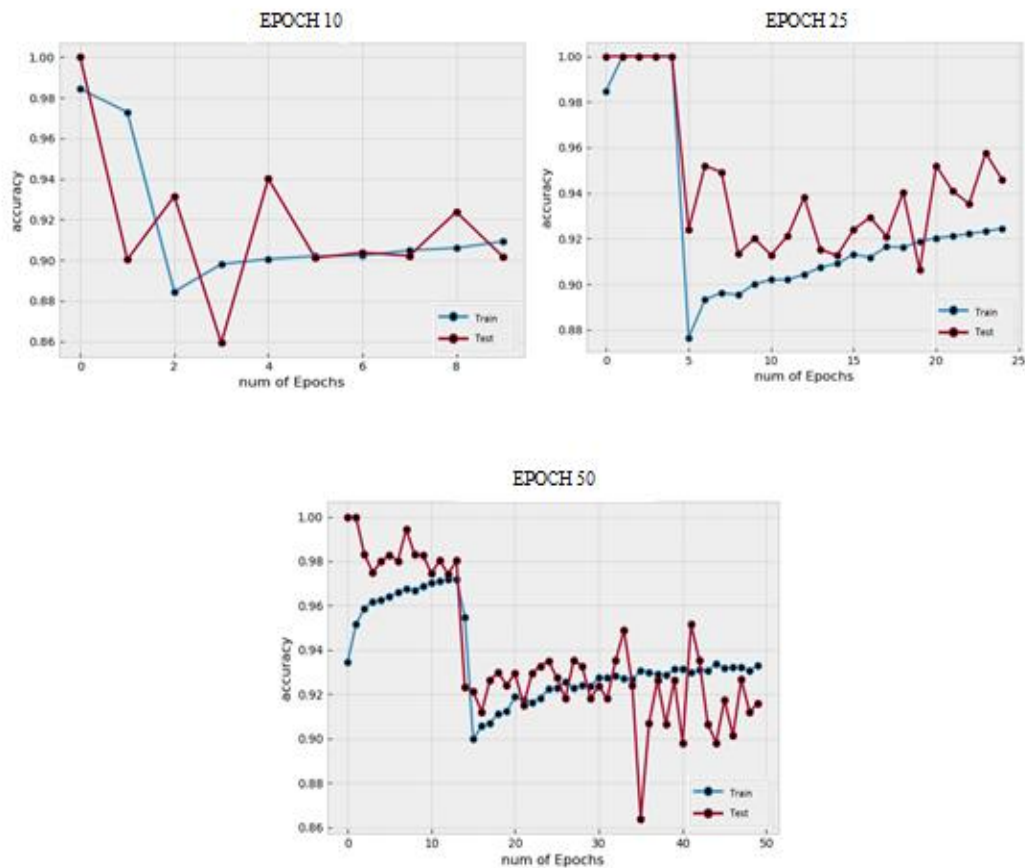 EPOCH 10
1.00
0.98
0.96
0.94
0.92
0.90
0.88
0.86
accuracy
Train
Test
0 2 4 6 8
num of Epochs
EPOCH 25
1.00
0.98
0.96
0.94
0.92
0.90
0.88
accuracy
Train
Test
0 5 10 15 20 25
num of Epochs
EPOCH 50
1.00
0.98
0.96
0.94
0.92
0.90
0.88
0.86
accuracy
Train
Test
0 10 20 30 40 50
num of Epochs